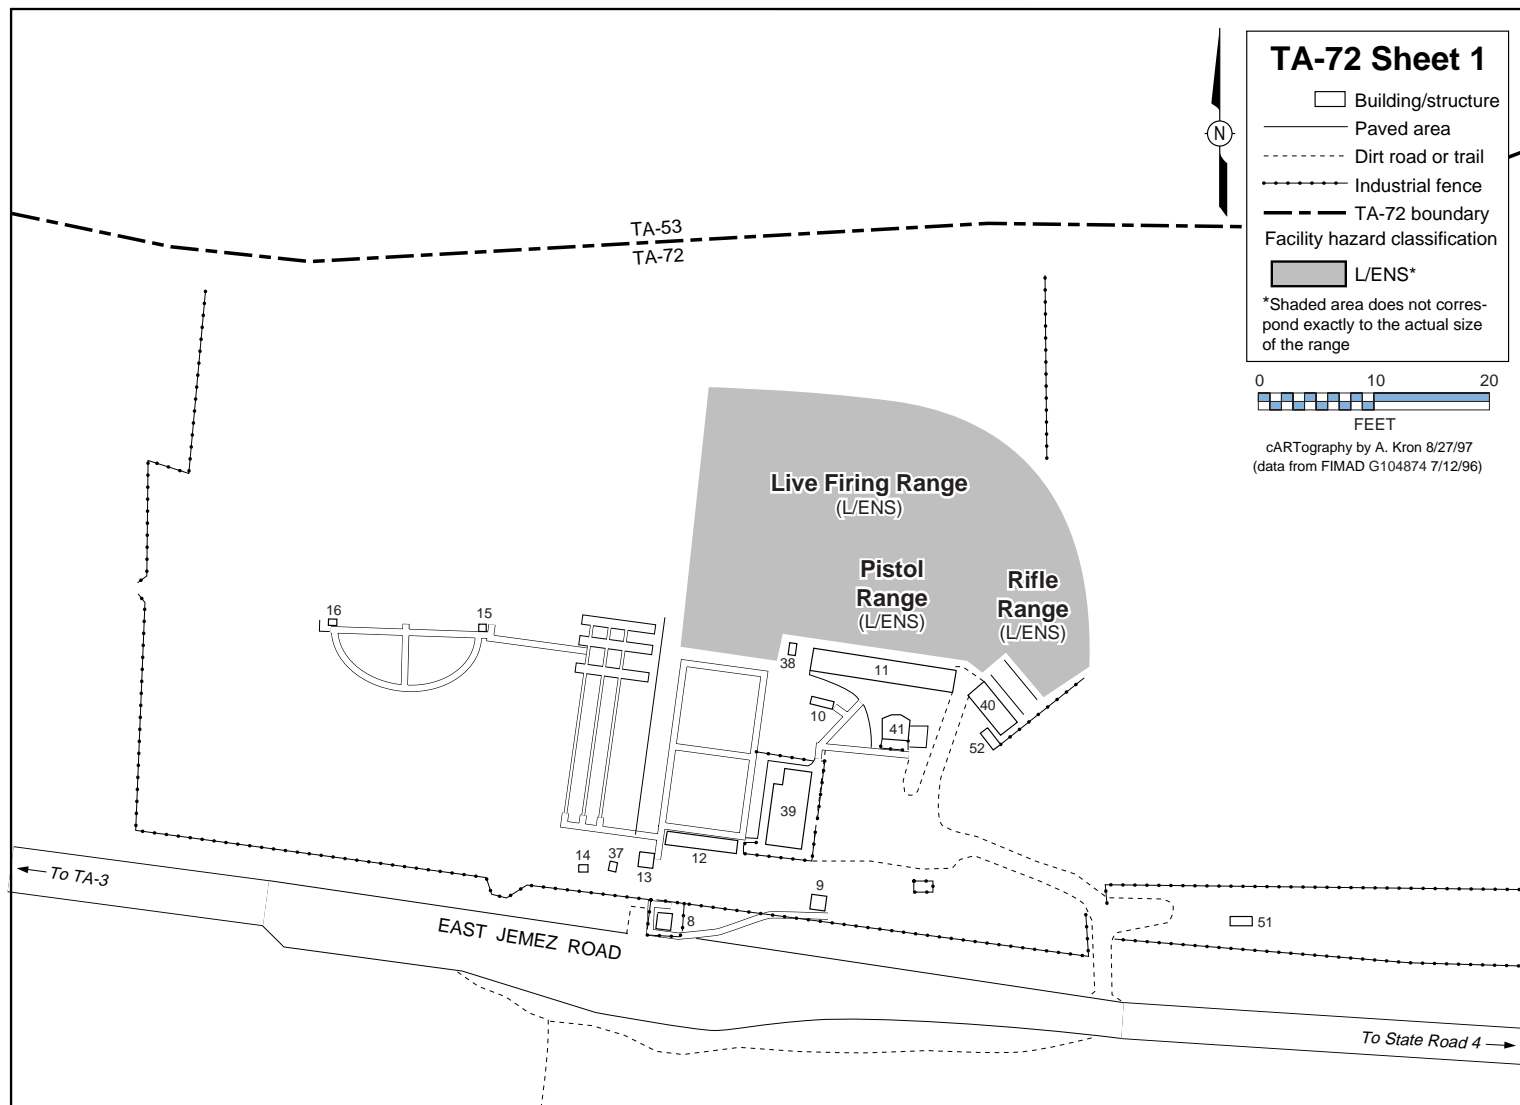 TA-72 Sheet 1
Building/structure
Paved area
Dirt road or trail
Industrial fence
TA-72 boundary
Facility hazard classification
L/ENS*
*Shaded area does not corres-
pond exactly to the actual size
of the range
N
0 10 20
FEET
cARTography by A. Kron 8/27/97
(data from FIMAD G104874 7/12/96)
TA-53
TA-72
Live Firing Range
(L/ENS)
Pistol
Range
(L/ENS)
Rifle
Range
(L/ENS)
16
15
38
11
10
41
40
52
39
14
37
13
12
9
8
51
To TA-3
EAST JEMEZ ROAD
To State Road 4